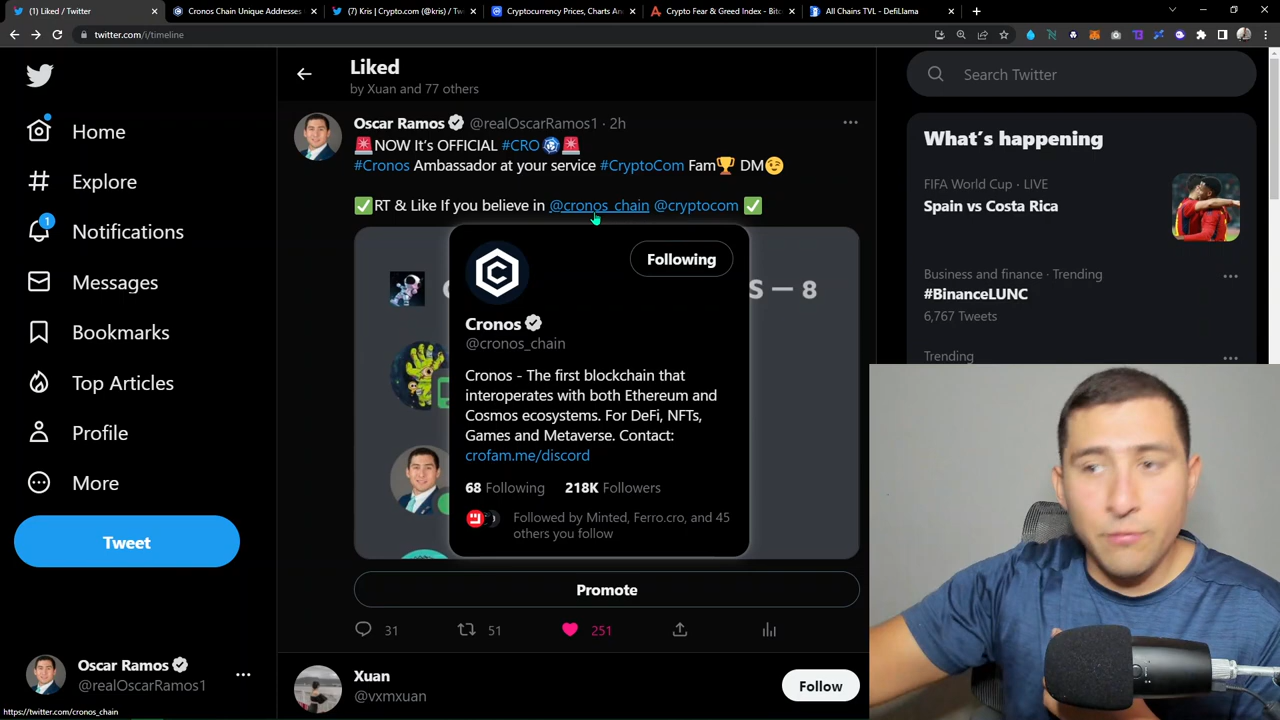 (1) Liked / Twitter
Cronos Chain Unique Addresses
(7) Kris | Crypto.com (@kris) / Tw
Cryptocurrency Prices, Charts An
Crypto Fear & Greed Index - Bitc
All Chains TVL - DefiLlama
twitter.com/i/timeline
Home
Explore
1
Notifications
Messages
Bookmarks
Top Articles
Profile
More
Tweet
Oscar Ramos
@realOscarRamos1
https://twitter.com/cronos_chain
Liked
by Xuan and 77 others
Oscar Ramos @realOscarRamos1 · 2h
🚨NOW It's OFFICIAL #CRO🚨
#Cronos Ambassador at your service #CryptoCom Fam🏆 DM😉
✅RT & Like If you believe in @cronos_chain @cryptocom ✅
S — 8
Following
Cronos
@cronos_chain
Cronos - The first blockchain that
interoperates with both Ethereum and
Cosmos ecosystems. For DeFi, NFTs,
Games and Metaverse. Contact:
crofam.me/discord
68 Following 218K Followers
Followed by Minted, Ferro.cro, and 45
others you follow
Promote
31 51 251
Xuan
@vxmxuan
Follow
Search Twitter
What's happening
FIFA World Cup · LIVE
Spain vs Costa Rica
Business and finance · Trending
#BinanceLUNC
6,767 Tweets
Trending